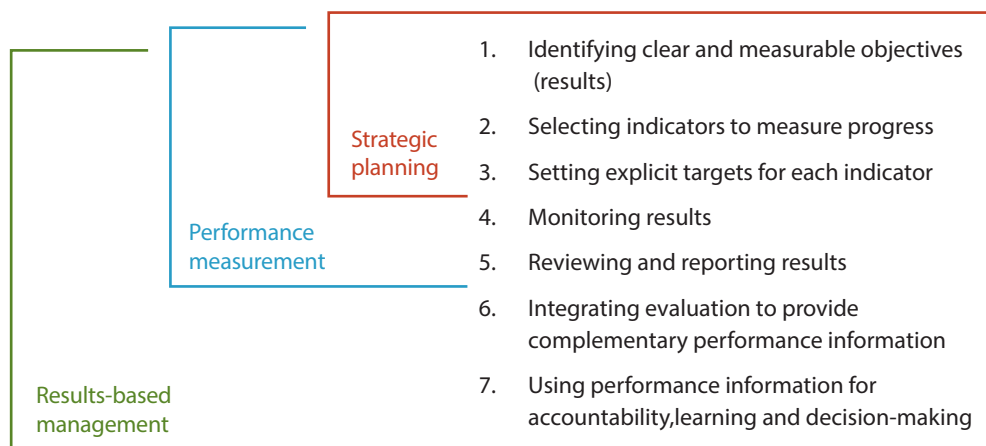 1. Identifying clear and measurable objectives
(results)
2. Selecting indicators to measure progress
3. Setting explicit targets for each indicator
4. Monitoring results
5. Reviewing and reporting results
6. Integrating evaluation to provide
complementary performance information
7. Using performance information for
accountability,learning and decision-making
Strategic
planning
Performance
measurement
Results-based
management